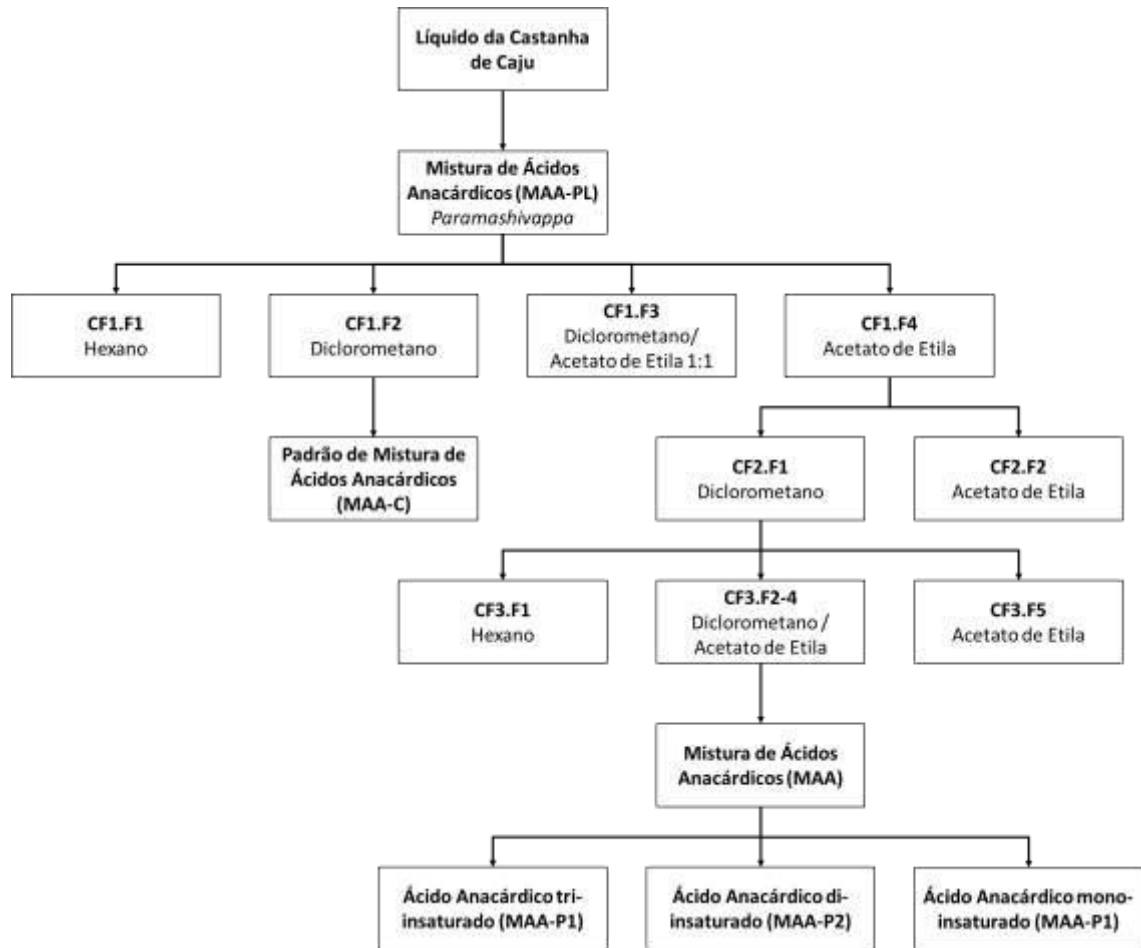 Líquido da Castanha
de Caju
Mistura de Ácidos
Anacárdicos (MAA-PL)
Paramashivappa
CF1.F1
Hexano
CF1.F2
Diclorometano
CF1.F3
Diclorometano/
Acetato de Etila 1:1
CF1.F4
Acetato de Etila
Padrão de Mistura de
Ácidos Anacárdicos
(MAA-C)
CF2.F1
Diclorometano
CF2.F2
Acetato de Etila
CF3.F1
Hexano
CF3.F2-4
Diclorometano /
Acetato de Etila
CF3.F5
Acetato de Etila
Mistura de Ácidos
Anacárdicos (MAA)
Ácido Anacárdico tri-
insaturado (MAA-P1)
Ácido Anacárdico di-
insaturado (MAA-P2)
Ácido Anacárdico mono-
insaturado (MAA-P1)